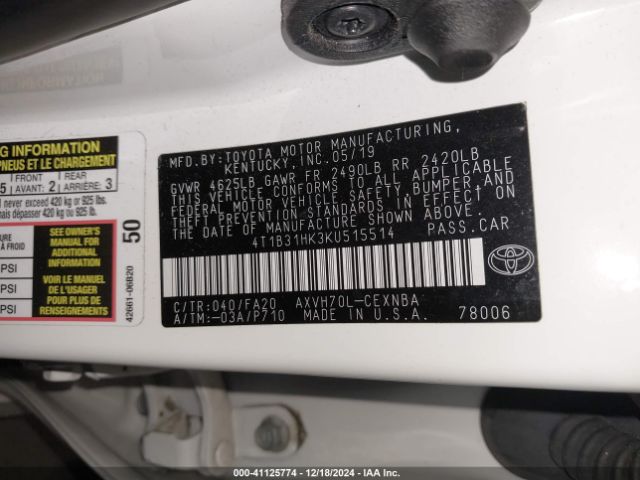 G INFORMATION
PNEUS ET LE CHARGEMENT
5 FRONT 2 REAR 3
AVANT: ARRIÈRE:
never exceed 420 kg or 925 lbs.
mais dépasser 420 kg ou 925 lb.
À FROID
PSI
PSI
SEE OWNER'S
MANUAL FOR
ADDITIONAL
INFORMATION
VOIR LE MANUEL
DE L'USAGER
POUR PLUS DE
50
42661-06B20
MFD.BY:TOYOTA MOTOR MANUFACTURING,
KENTUCKY,INC.05/19
GVWR 4625LB GAWR FR 2490LB RR 2420LB
THIS VEHICLE CONFORMS TO ALL APPLICABLE
FEDERAL MOTOR VEHICLE SAFETY,BUMPER,AND
THEFT PREVENTION STANDARDS IN EFFECT ON
THE DATE OF MANUFACTURE SHOWN ABOVE.
4T1B31HK3KU515514 PASS.CAR
C/TR:040/FA20 AXVH70L-CEXNBA
A/TM:-03A/P710 MADE IN U.S.A. 78006
000-41125774 | 12/18/2024 - IAA Inc.